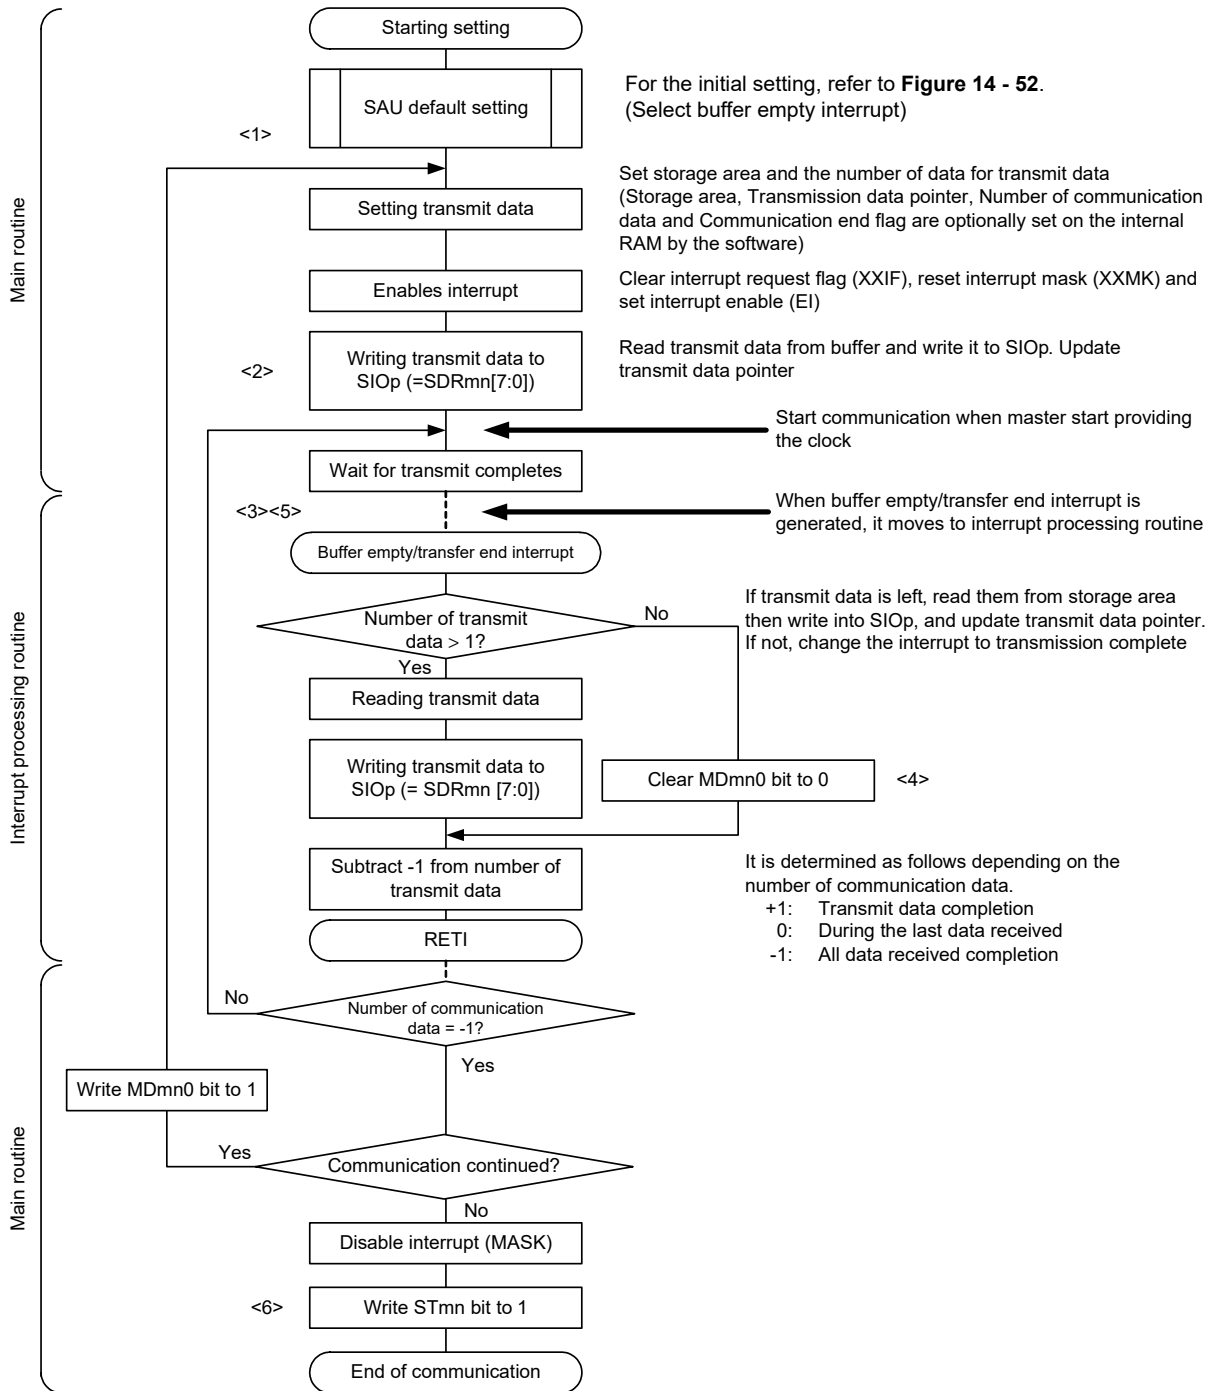 Starting setting
SAU default setting
For the initial setting, refer to Figure 14 - 52.
(Select buffer empty interrupt)
<1>
Main routine
Setting transmit data
Set storage area and the number of data for transmit data
(Storage area, Transmission data pointer, Number of communication
data and Communication end flag are optionally set on the internal
RAM by the software)
Enables interrupt
Clear interrupt request flag (XXIF), reset interrupt mask (XXMK) and
set interrupt enable (EI)
<2>
Writing transmit data to
SIOp (=SDRmn[7:0])
Read transmit data from buffer and write it to SIOp. Update
transmit data pointer
Start communication when master start providing
the clock
Wait for transmit completes
<3><5>
When buffer empty/transfer end interrupt is
generated, it moves to interrupt processing routine
Interrupt processing routine
Buffer empty/transfer end interrupt
Number of transmit
data > 1?
No
Yes
If transmit data is left, read them from storage area
then write into SIOp, and update transmit data pointer.
If not, change the interrupt to transmission complete
Reading transmit data
Writing transmit data to
SIOp (= SDRmn [7:0])
Clear MDmn0 bit to 0
<4>
Subtract -1 from number of
transmit data
It is determined as follows depending on the
number of communication data.
+1: Transmit data completion
0: During the last data received
-1: All data received completion
RETI
Main routine
No
Number of communication
data = -1?
Yes
Write MDmn0 bit to 1
Yes
Communication continued?
No
Disable interrupt (MASK)
<6>
Write STmn bit to 1
End of communication